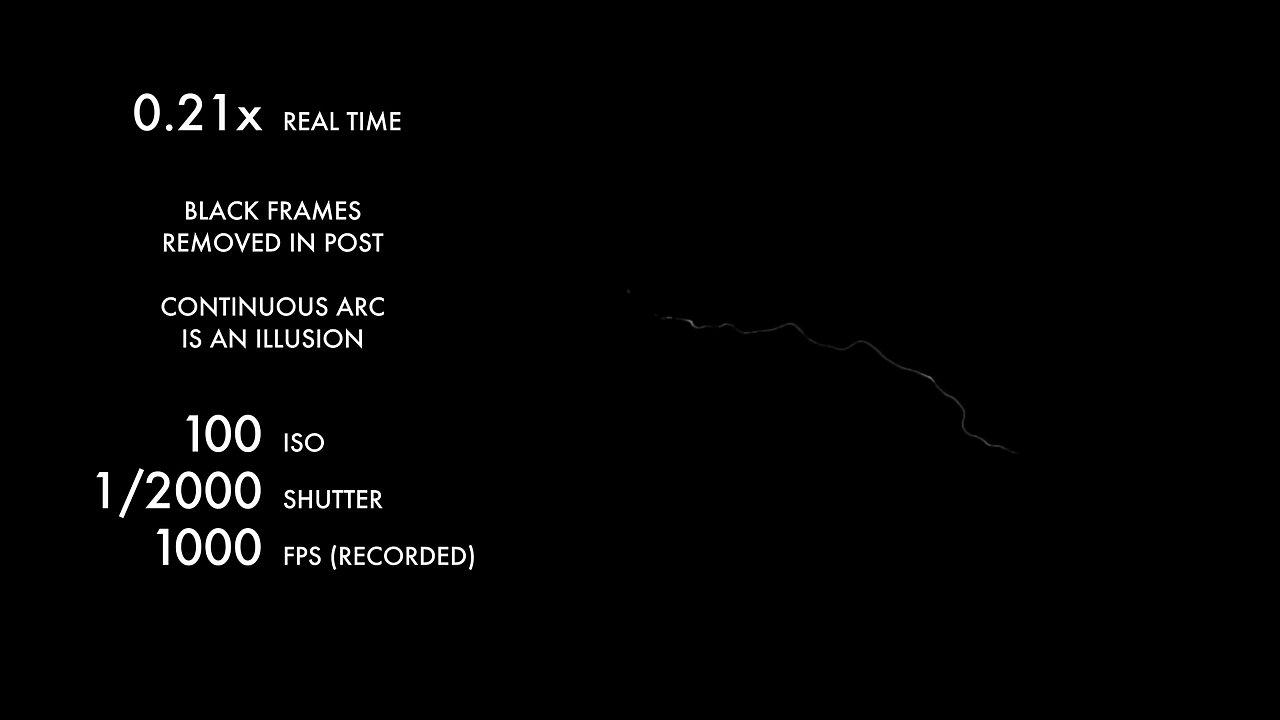 0.21x REAL TIME
BLACK FRAMES
REMOVED IN POST
CONTINUOUS ARC
IS AN ILLUSION
100 ISO
1/2000 SHUTTER
1000 FPS (RECORDED)